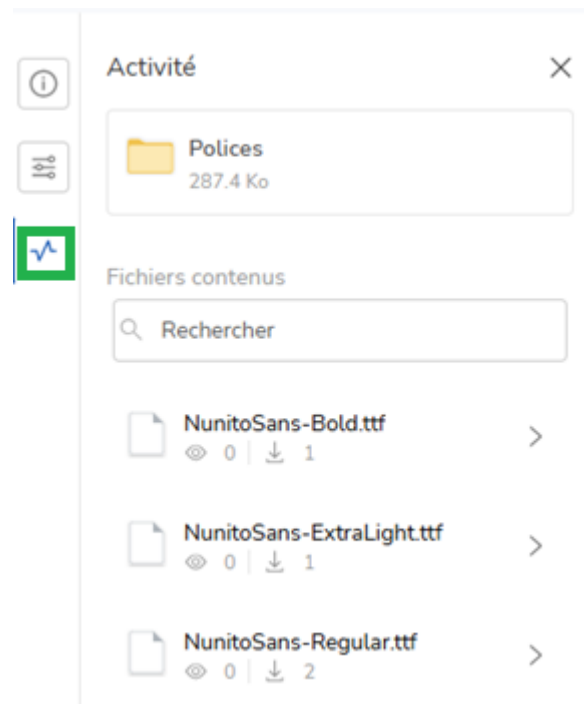 Activité
Polices
287.4 Ko
Fichiers contenus
Rechercher
NunitoSans-Bold.ttf
0 1
NunitoSans-ExtraLight.ttf
0 1
NunitoSans-Regular.ttf
0 2